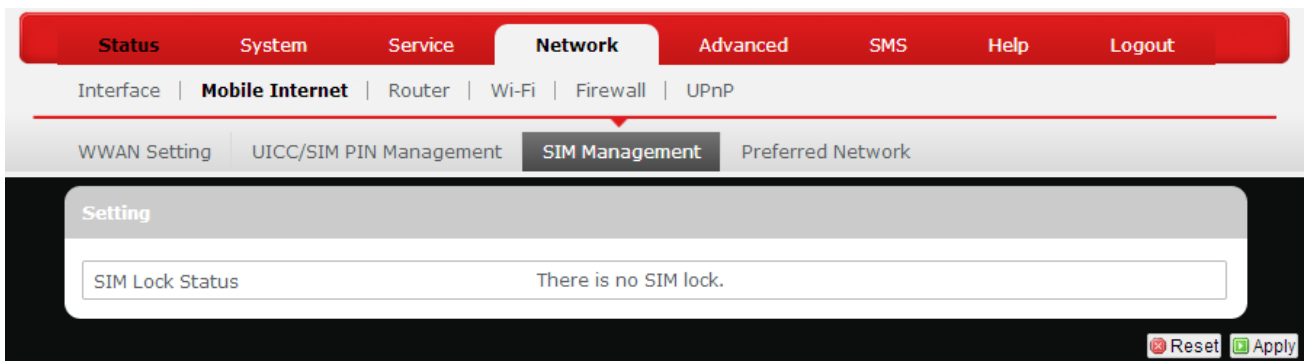 Status System Service Network Advanced SMS Help Logout
Interface | Mobile Internet | Router | Wi-Fi | Firewall | UPnP
WWAN Setting UICC/SIM PIN Management SIM Management Preferred Network
Setting
SIM Lock Status There is no SIM lock.
Reset Apply